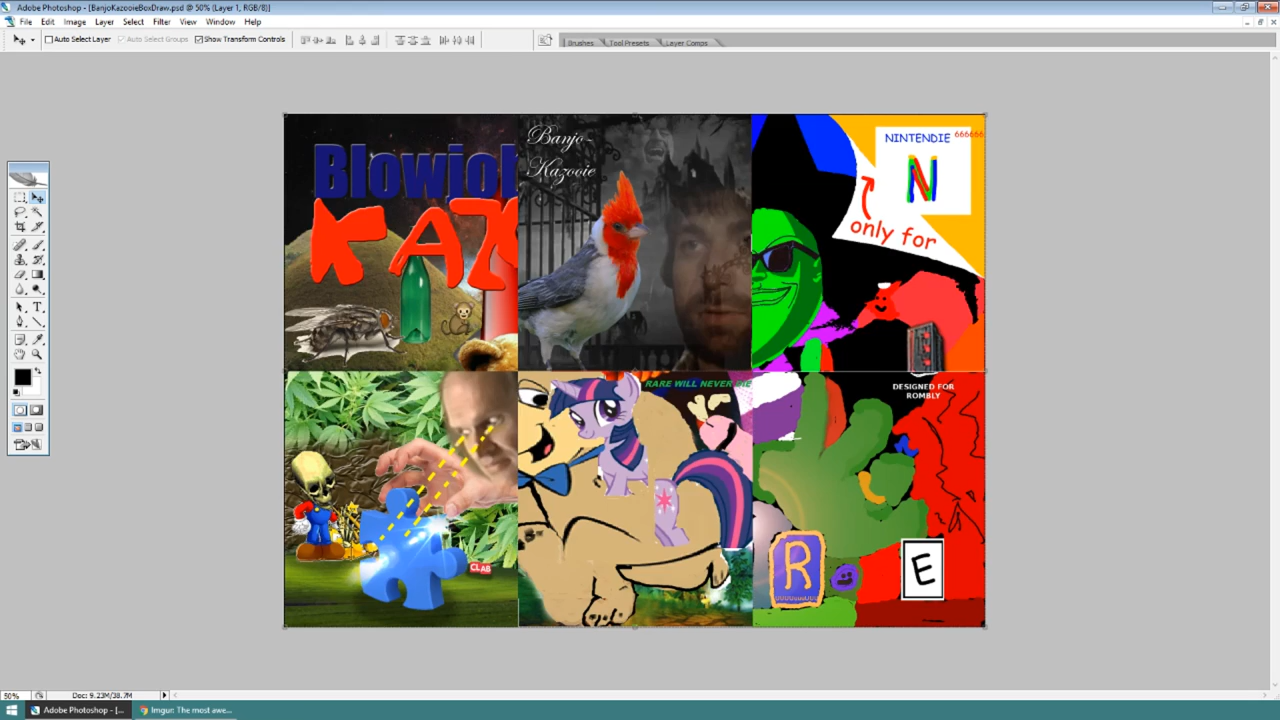 Adobe Photoshop - [BanjoKazooieBoxDraw.psd @ 50% (Layer 1, RGB/8)]
File Edit Image Layer Select Filter View Window Help
Auto Select Layer Auto Select Groups Show Transform Controls
Brushes Tool Presets Layer Comps
Blowjob
KAZ
Banjo-
Kazooie
NINTENDIE 666666
N
only for
RARE WILL NEVER DIE
DESIGNED FOR
ROMBLY
CLAB
R E
50% Doc: 9.23M/38.7M
Adobe Photoshop - [... Imgur: The most awe...